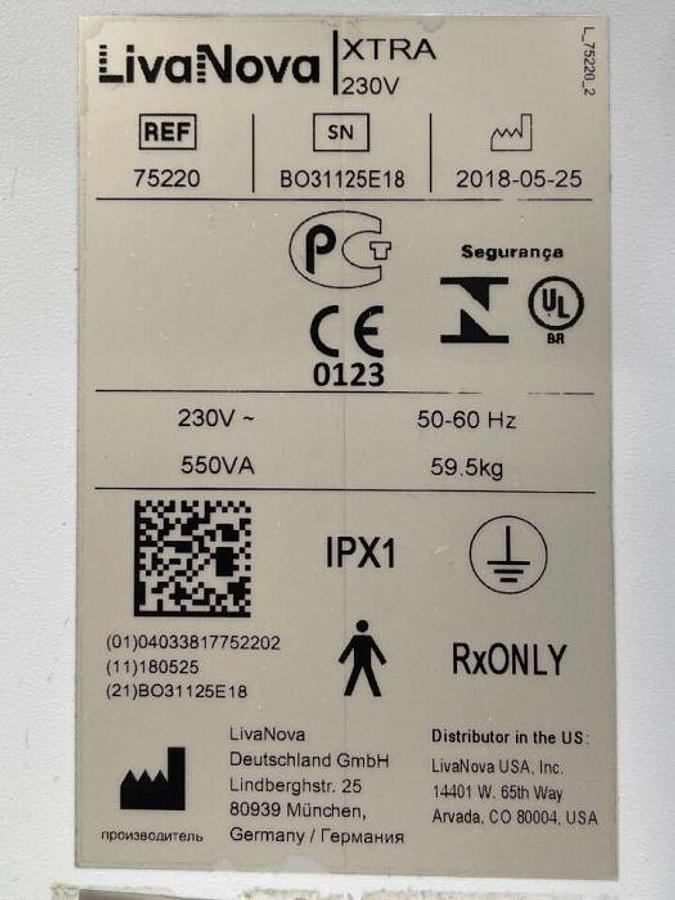 LivaNova
XTRA
230V
L_75220_2
REF
SN
75220
BO31125E18
2018-05-25
PCT
Segurança
CE
0123
UL
BR
230V ~
50-60 Hz
550VA
59.5kg
IPX1
(01)04033817752202
(11)180525
(21)BO31125E18
RxONLY
LivaNova
Deutschland GmbH
Lindberghstr. 25
80939 München,
Germany / Германия
производитель
Distributor in the US:
LivaNova USA, Inc.
14401 W. 65th Way
Arvada, CO 80004, USA